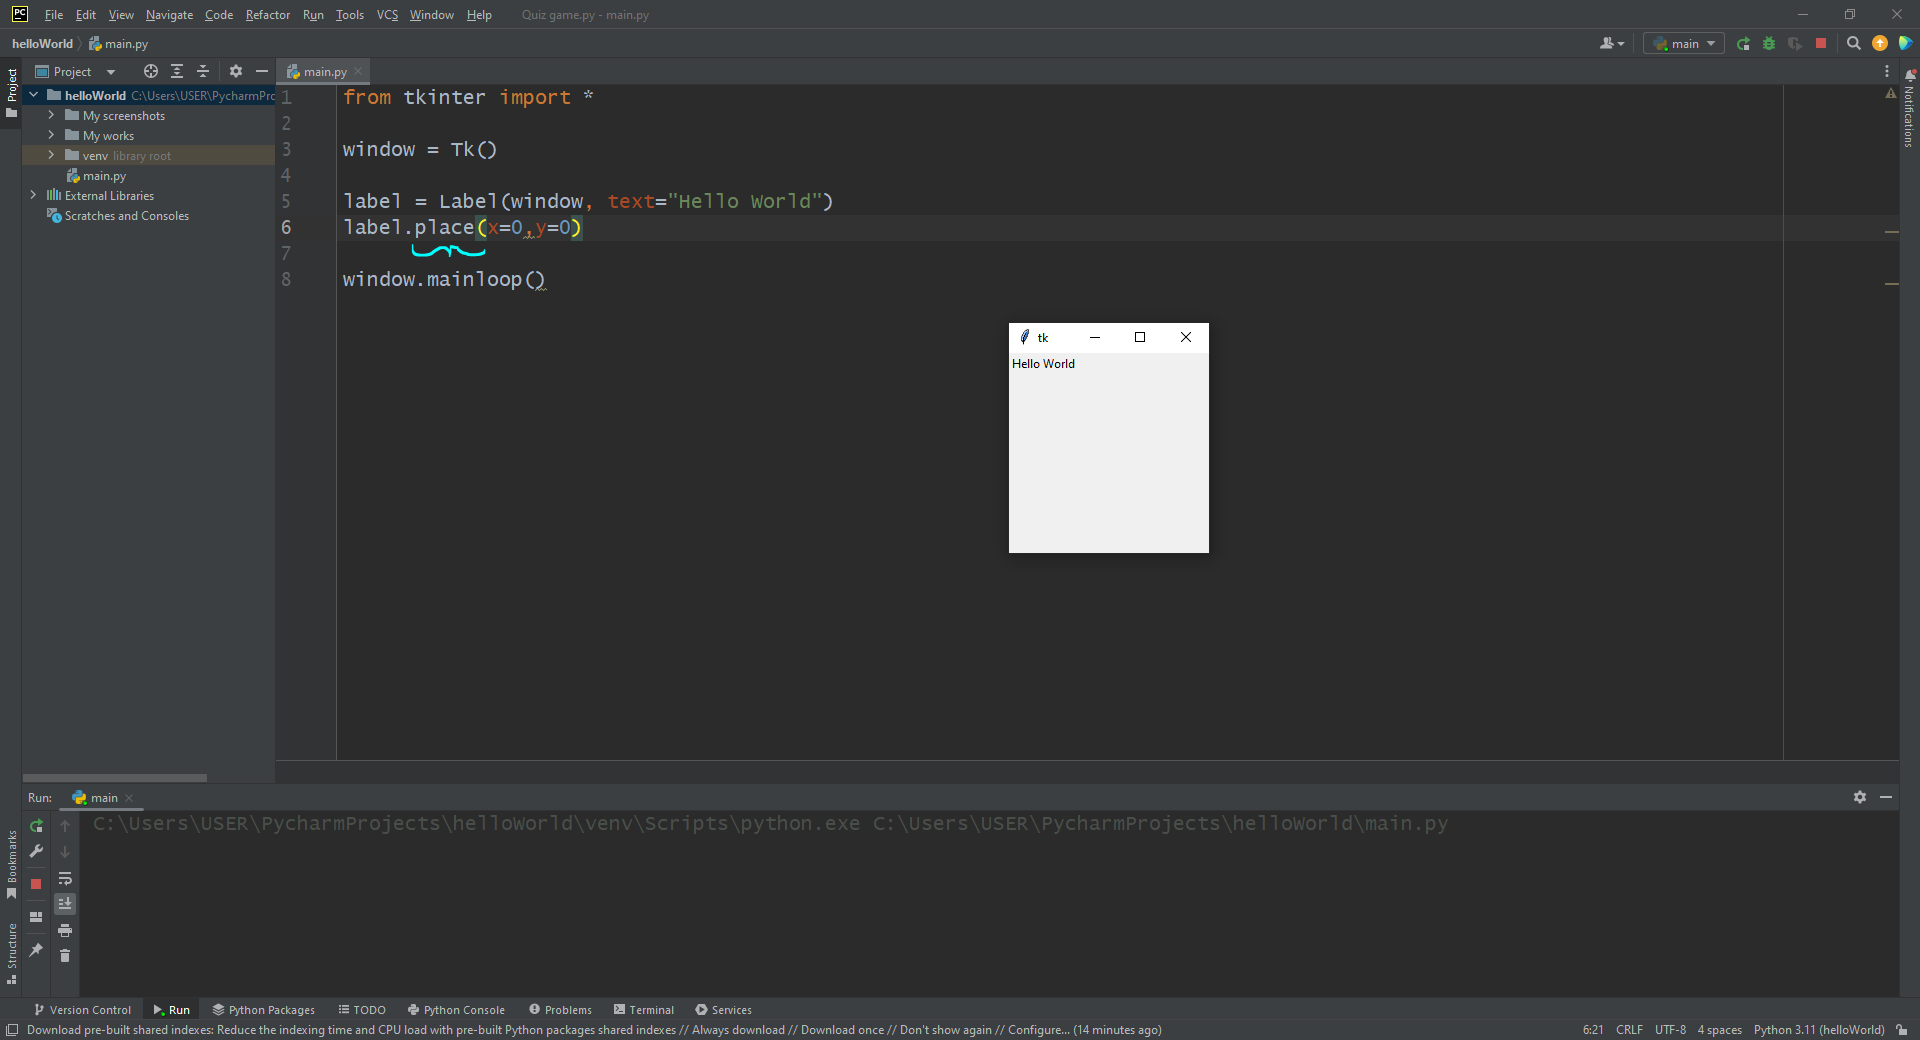 PC File Edit View Navigate Code Refactor Run Tools VCS Window Help Quiz game.py - main.py
helloWorld main.py
main
Project
Project
main.py
helloWorld C:\Users\USER\PycharmPrc
My screenshots
My works
venv library root
main.py
External Libraries
Scratches and Consoles
1 from tkinter import *
2
3 window = Tk()
4
5 label = Label(window, text="Hello World")
6 label.place(x=0,y=0)
7
8 window.mainloop()
tk
Hello World
Notifications
Run: main
C:\Users\USER\PycharmProjects\helloWorld\venv\Scripts\python.exe C:\Users\USER\PycharmProjects\helloWorld\main.py
Bookmarks
Structure
Version Control Run Python Packages TODO Python Console Problems Terminal Services
Download pre-built shared indexes: Reduce the indexing time and CPU load with pre-built Python packages shared indexes // Always download // Download once // Don't show again // Configure... (14 minutes ago) 6:21 CRLF UTF-8 4 spaces Python 3.11 (helloWorld)